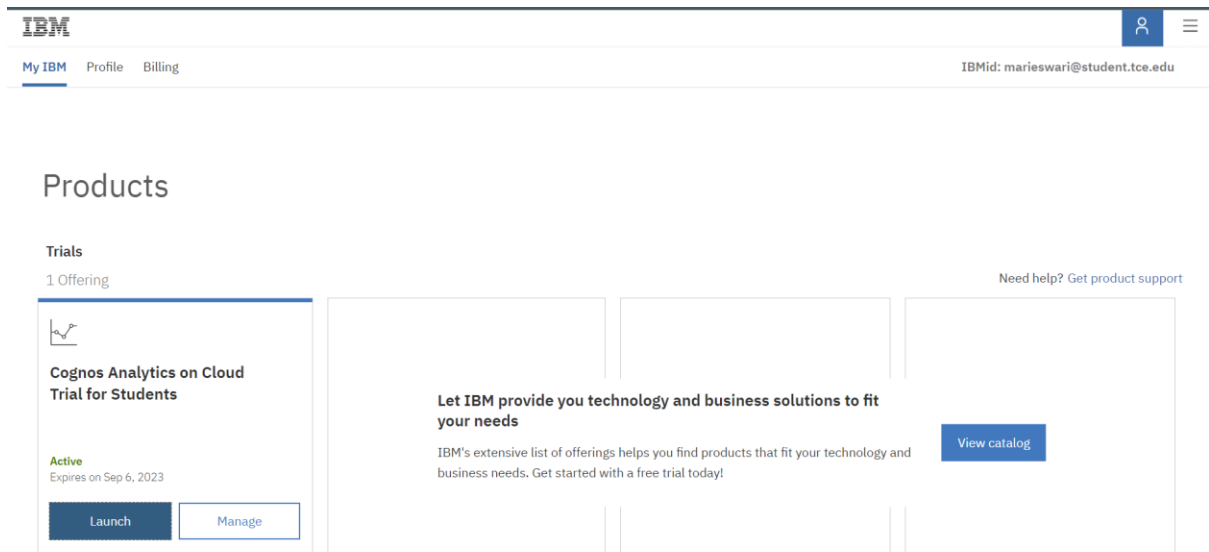 IBM
My IBM Profile Billing IBMid: marieswari@student.tce.edu
Products
Trials
1 Offering
Need help? Get product support
Cognos Analytics on Cloud
Trial for Students
Active
Expires on Sep 6, 2023
Launch Manage
Let IBM provide you technology and business solutions to fit
your needs
IBM's extensive list of offerings helps you find products that fit your technology and
business needs. Get started with a free trial today!
View catalog